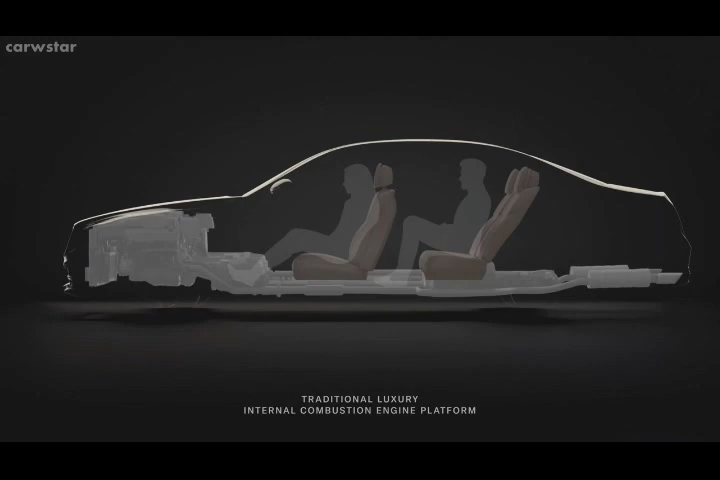 carwstar
TRADITIONAL LUXURY
INTERNAL COMBUSTION ENGINE PLATFORM